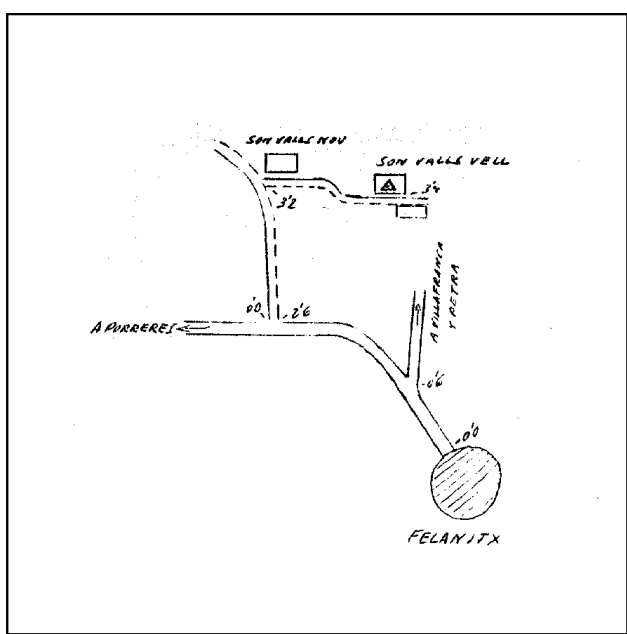 SON VALLS NOU
SON VALLS VELL
3'4
3'2
A VILLAFRANCA
Y PETRA
0'0
2'6
A PORRERES
0'6
0'0
FELANITX